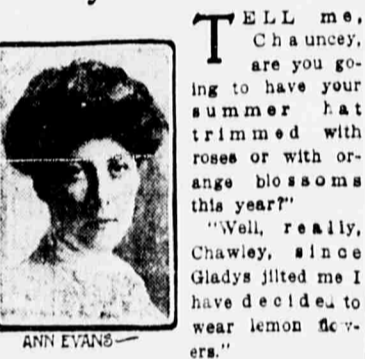 TELL me,
Chauncey,
are you go-
ing to have your
summer hat
trimmed with
roses or with or-
ange blossoms
this year?"
"Well, really,
Chawley, since
Gladys jilted me I
have decided to
wear lemon flow-
ers."
ANN EVANS—